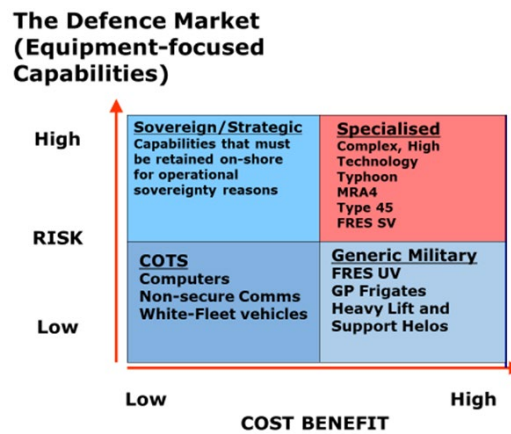 The Defence Market
(Equipment-focused
Capabilities)
High
Sovereign/Strategic
Capabilities that must
be retained on-shore
for operational
sovereignty reasons
Specialised
Complex, High
Technology
Typhoon
MRA4
Type 45
FRES SV
RISK
COTS
Computers
Non-secure Comms
White-Fleet vehicles
Generic Military
FRES UV
GP Frigates
Heavy Lift and
Support Helos
Low
Low
High
COST BENEFIT